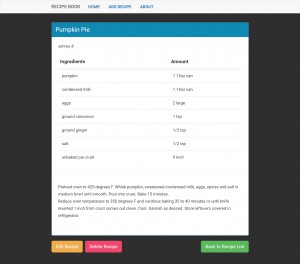 RECIPE BOOK HOME ADD RECIPE ABOUT
Pumpkin Pie
serves 8
Ingredients Amount
pumpkin 1 15oz can
condensed milk 1 14oz can
eggs 2 large
ground cinnamon 1 tsp
ground ginger 1/2 tsp
salt 1/2 tsp
unbaked pie crust 9 inch
Preheat oven to 425 degrees F. Whisk pumpkin, sweetened condensed milk, eggs, spices and salt in
medium bowl until smooth. Pour into crust. Bake 15 minutes.
Reduce oven temperature to 350 degrees F and continue baking 35 to 40 minutes or until knife
inserted 1 inch from crust comes out clean. Cool. Garnish as desired. Store leftovers covered in
refrigerator.
Edit Recipe Delete Recipe Back to Recipe List